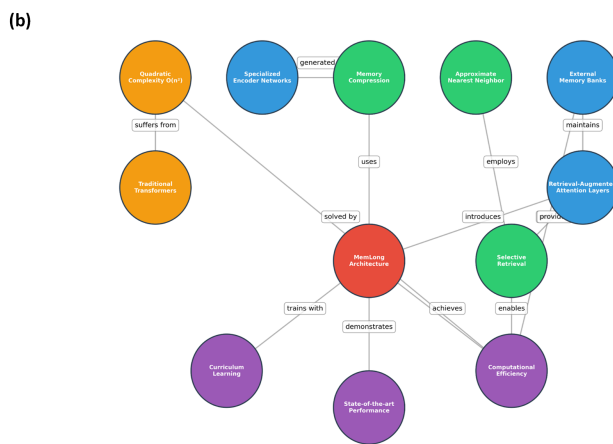 (b)
Quadratic
Complexity O(n²)
Specialized
Encoder Networks
generated
Memory
Compression
Approximate
Nearest Neighbor
External
Memory Banks
suffers from
maintains
uses
employs
Traditional
Transformers
Retrieval-Augmente
Attention Layers
solved by
introduces
MemLong
Architecture
Selective
Retrieval
trains with
demonstrates
achieves
enables
Curriculum
Learning
State-of-the-art
Performance
Computational
Efficiency